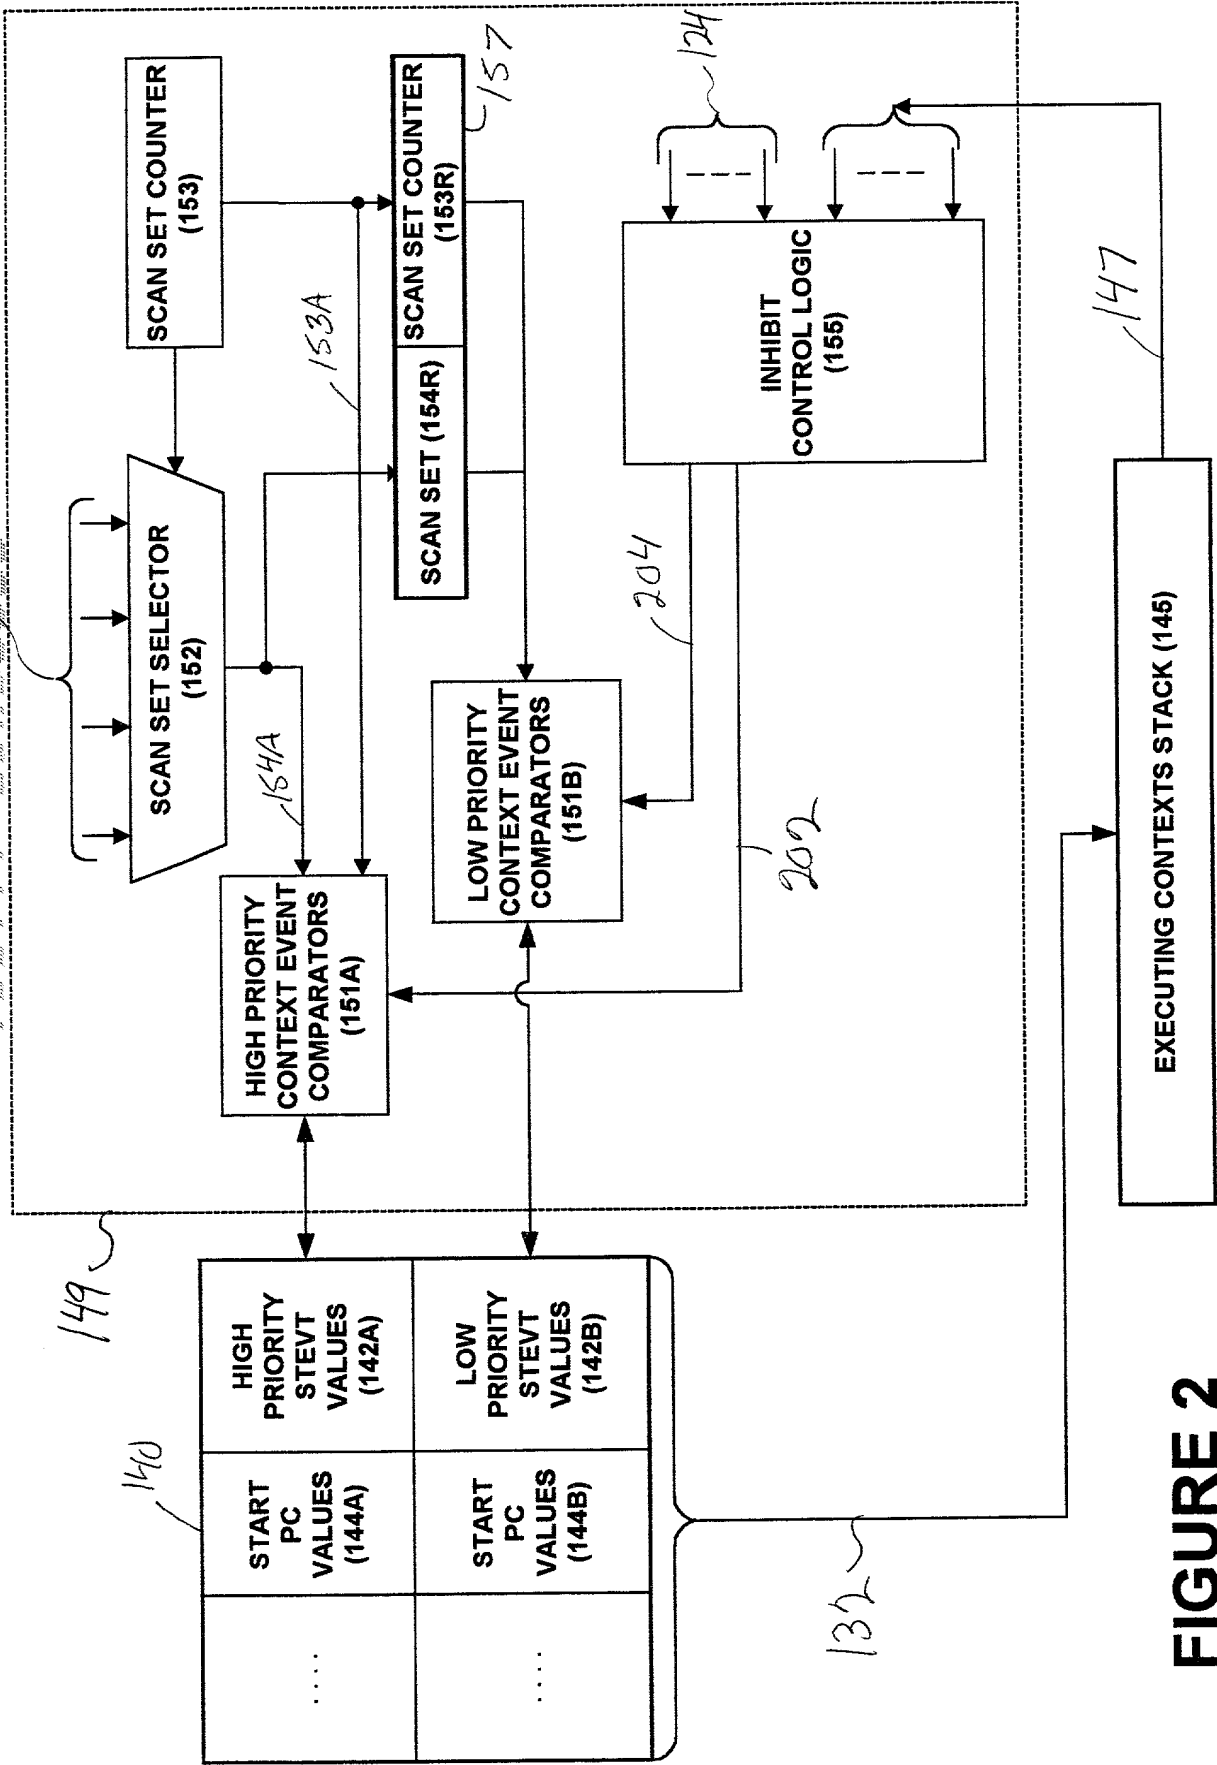 149
140
HIGH
PRIORITY
STEVT
VALUES
(142A)
START
PC
VALUES
(144A)
. . . .
LOW
PRIORITY
STEVT
VALUES
(142B)
START
PC
VALUES
(144B)
. . . .
132
SCAN SET SELECTOR
(152)
SCAN SET COUNTER
(153)
154A
153A
157
SCAN SET (154R)
SCAN SET COUNTER
(153R)
HIGH PRIORITY
CONTEXT EVENT
COMPARATORS
(151A)
LOW PRIORITY
CONTEXT EVENT
COMPARATORS
(151B)
204
202
124
INHIBIT
CONTROL LOGIC
(155)
147
EXECUTING CONTEXTS STACK (145)
FIGURE 2